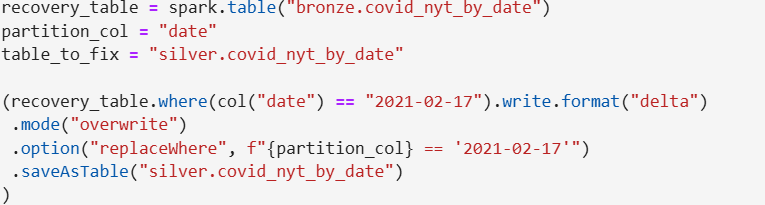 recovery_table = spark.table("bronze.covid_nyt_by_date")
partition_col = "date"
table_to_fix = "silver.covid_nyt_by_date"

(recovery_table.where(col("date") == "2021-02-17").write.format("delta")
 .mode("overwrite")
 .option("replaceWhere", f"{partition_col} == '2021-02-17'")
 .saveAsTable("silver.covid_nyt_by_date")
)